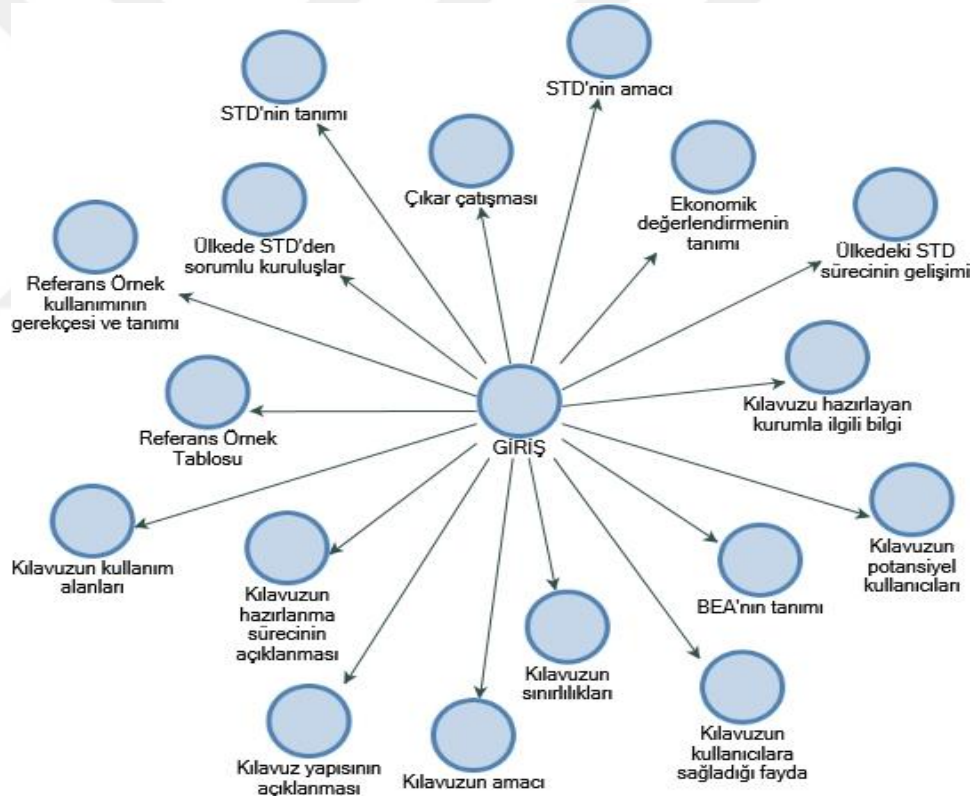 STD'nin tanımı
STD'nin amacı
Çıkar çatışması
Ekonomik
değerlendirmenin
tanımı
Ülkede STD'den
sorumlu kuruluşlar
Ülkedeki STD
sürecinin gelişimi
Referans Örnek
kullanımının
gerekçesi ve tanımı
Kılavuzu hazırlayan
kurumla ilgili bilgi
Referans Örnek
Tablosu
GİRİŞ
Kılavuzun kullanım
alanları
Kılavuzun
potansiyel
kullanıcıları
Kılavuzun
hazırlanma
sürecinin
açıklanması
BEA'nın tanımı
Kılavuzun
sınırlılıkları
Kılavuzun
kullanıcılara
sağladığı fayda
Kılavuz yapısının
açıklanması
Kılavuzun amacı